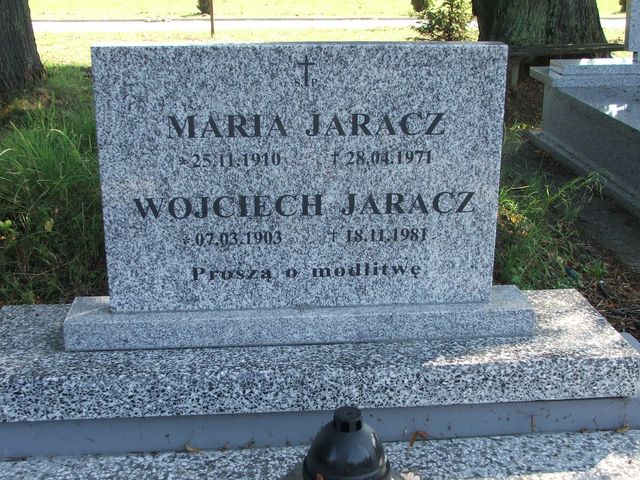 S † P
MARIA JARACZ
* 25.11.1910 † 28.04.1971
WOJCIECH JARACZ
* 07.03.1903 † 18.11.1981
Proszą o modlitwę